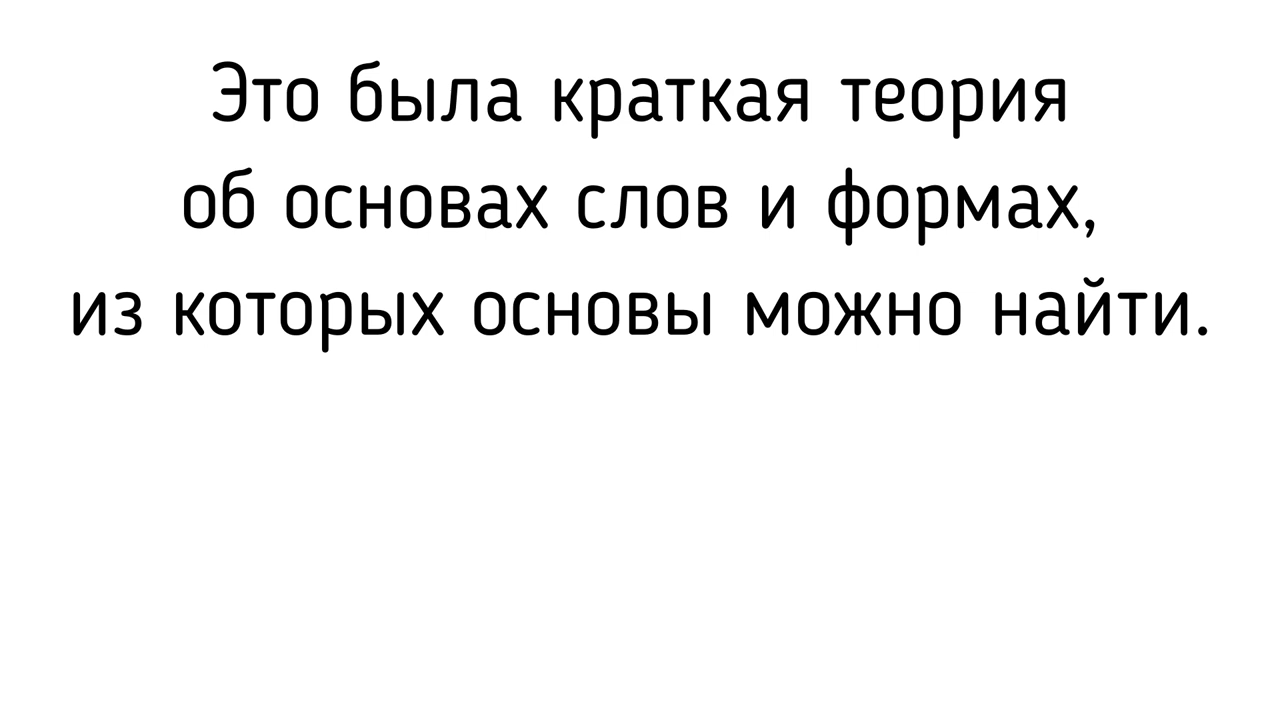 Это была краткая теория
об основах слов и формах,
из которых основы можно найти.